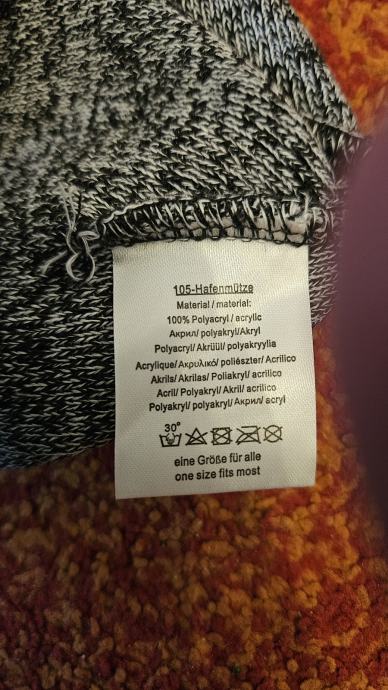 105-Hafenmütze
Material / material:
100% Polyacryl / acrylic
Акрил/ polyakryl/Akryl
Polyacryl/ Akrüül/ polyakryylia
Acrylique/ Ακρυλικό/ poliészter/ Acrilico
Akrils/ Akrilas/ Poliakryl/ acrilico
Acril/ Poliakryl/ Akril/ acrilico
Polyakryl/ polyakryl/ Акрил/ acryl
30°
eine Größe für alle
one size fits most